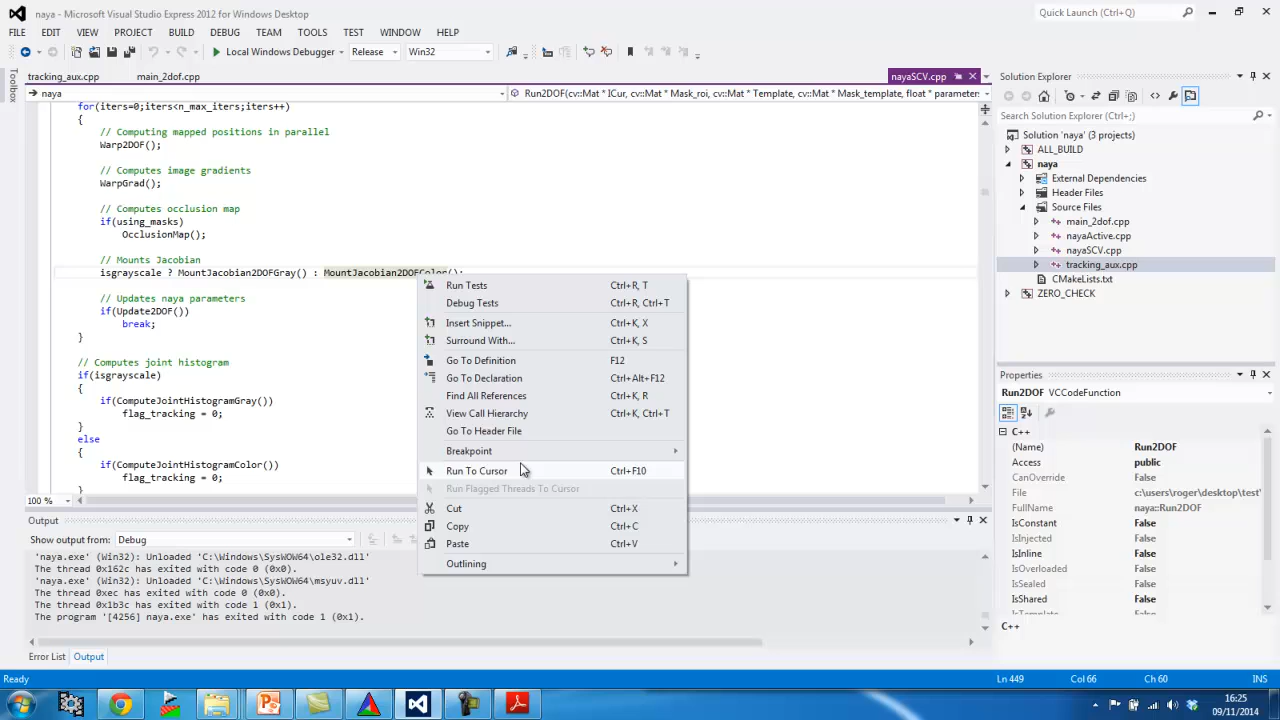 naya - Microsoft Visual Studio Express 2012 for Windows Desktop
Quick Launch (Ctrl+Q)
FILE EDIT VIEW PROJECT BUILD DEBUG TEAM TOOLS TEST WINDOW HELP
Local Windows Debugger Release Win32
Toolbox
tracking_aux.cpp main_2dof.cpp nayaSCV.cpp
naya Run2DOF(cv::Mat * ICur, cv::Mat * Mask_roi, cv::Mat * Template, cv::Mat * Mask_template, float * parameter
for(iters=0;iters<n_max_iters;iters++)
{
// Computing mapped positions in parallel
Warp2DOF();
// Computes image gradients
WarpGrad();
// Computes occlusion map
if(using_masks)
OcclusionMap();
// Mounts Jacobian
isgrayscale ? MountJacobian2DOFGray() : MountJacobian2DOFColor();
// Updates naya parameters
if(Update2DOF())
break;
}
// Computes joint histogram
if(isgrayscale)
{
if(ComputeJointHistogramGray())
flag_tracking = 0;
}
else
{
if(ComputeJointHistogramColor())
flag_tracking = 0;
}
100 %
Run Tests Ctrl+R, T
Debug Tests Ctrl+R, Ctrl+T
Insert Snippet... Ctrl+K, X
Surround With... Ctrl+K, S
Go To Definition F12
Go To Declaration Ctrl+Alt+F12
Find All References Ctrl+K, R
View Call Hierarchy Ctrl+K, Ctrl+T
Go To Header File
Breakpoint
Run To Cursor Ctrl+F10
Run Flagged Threads To Cursor
Cut Ctrl+X
Copy Ctrl+C
Paste Ctrl+V
Outlining
Output
Show output from: Debug
'naya.exe' (Win32): Unloaded 'C:\Windows\SysWOW64\ole32.dll'
The thread 0x162c has exited with code 0 (0x0).
'naya.exe' (Win32): Unloaded 'C:\Windows\SysWOW64\msyuv.dll'
The thread 0xec has exited with code 0 (0x0).
The thread 0x1b3c has exited with code 1 (0x1).
The program '[4256] naya.exe' has exited with code 1 (0x1).
Error List Output
Solution Explorer
Search Solution Explorer (Ctrl+;)
Solution 'naya' (3 projects)
ALL_BUILD
naya
External Dependencies
Header Files
Source Files
main_2dof.cpp
nayaActive.cpp
nayaSCV.cpp
tracking_aux.cpp
CMakeLists.txt
ZERO_CHECK
Properties
Run2DOF VCCodeFunction
C++
(Name) Run2DOF
Access public
CanOverride False
File c:\users\roger\desktop\test
FullName naya::Run2DOF
IsConstant False
IsInjected False
IsInline False
IsOverloaded False
IsSealed False
IsShared False
IsTemplate False
C++
Ready Ln 449 Col 66 Ch 60 INS
16:25
09/11/2014